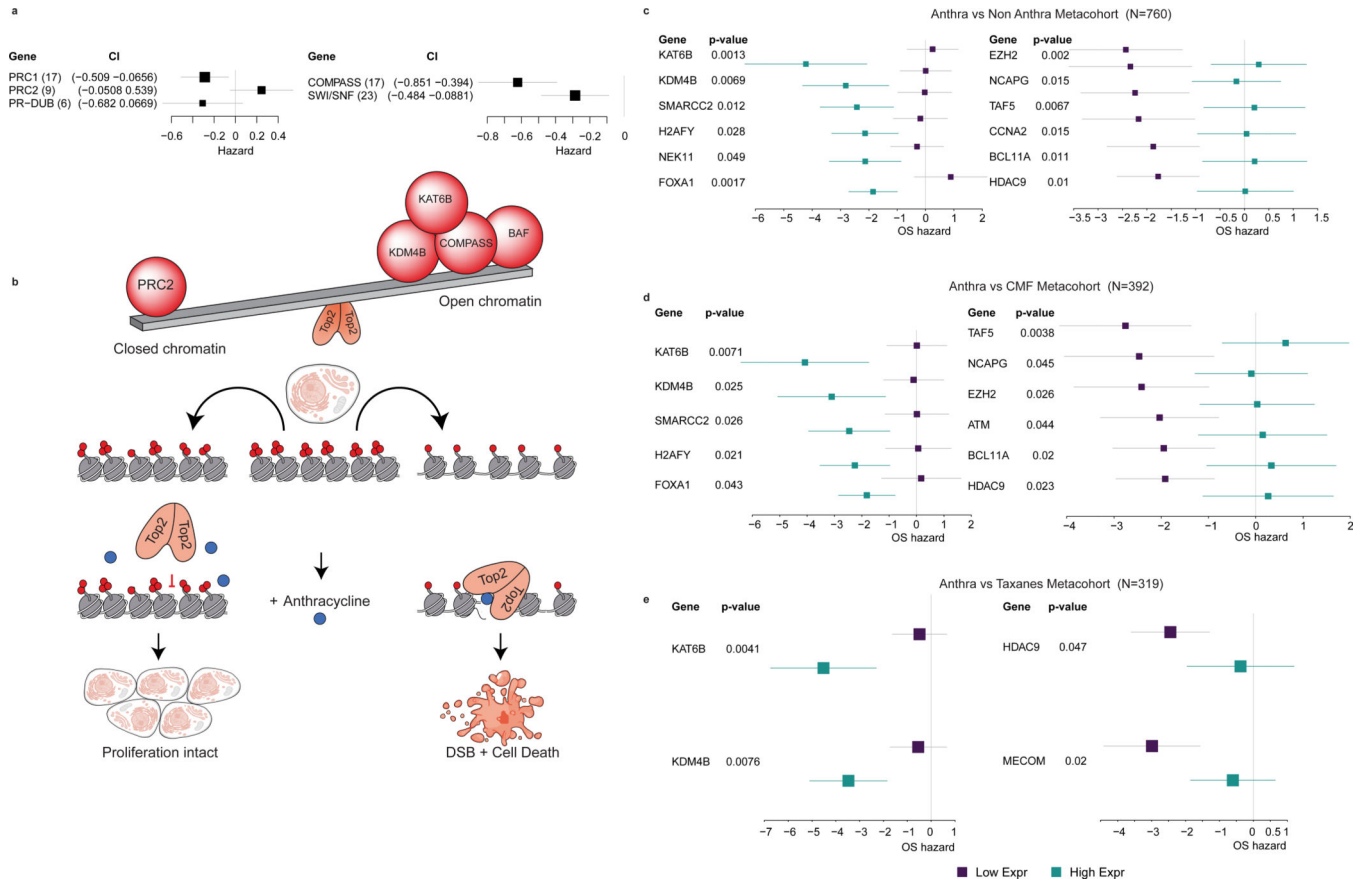 a
Gene CI
PRC1 (17) (−0.509 −0.0656)
PRC2 (9) (−0.0508 0.539)
PR−DUB (6) (−0.682 0.0669)
−0.6 −0.2 0 0.2 0.4
Hazard
Gene CI
COMPASS (17) (−0.851 −0.394)
SWI/SNF (23) (−0.484 −0.0881)
−0.8 −0.6 −0.4 −0.2 0
Hazard
b
KAT6B
KDM4B
COMPASS
BAF
PRC2
Open chromatin
Top2
Top2
Closed chromatin
Top2
Top2
+ Anthracycline
Top2
Top2
Proliferation intact
DSB + Cell Death
c
Anthra vs Non Anthra Metacohort (N=760)
Gene p-value
KAT6B 0.0013
KDM4B 0.0069
SMARCC2 0.012
H2AFY 0.028
NEK11 0.049
FOXA1 0.0017
−6 −5 −4 −3 −2 −1 0 1 2
OS hazard
Gene p-value
EZH2 0.002
NCAPG 0.015
TAF5 0.0067
CCNA2 0.015
BCL11A 0.011
HDAC9 0.01
−3.5 −2.5 −1.5 −0.5 0 0.5 1 1.5
OS hazard
d
Anthra vs CMF Metacohort (N=392)
Gene p-value
KAT6B 0.0071
KDM4B 0.025
SMARCC2 0.026
H2AFY 0.021
FOXA1 0.043
−6 −5 −4 −3 −2 −1 0 1 2
OS hazard
Gene p-value
TAF5 0.0038
NCAPG 0.045
EZH2 0.026
ATM 0.044
BCL11A 0.02
HDAC9 0.023
−4 −3 −2 −1 0 1 2
OS hazard
e
Anthra vs Taxanes Metacohort (N=319)
Gene p-value
KAT6B 0.0041
KDM4B 0.0076
−7 −6 −5 −4 −3 −2 −1 0 1
OS hazard
Gene p-value
HDAC9 0.047
MECOM 0.02
−4 −3 −2 −1 0 0.5 1
OS hazard
Low Expr High Expr